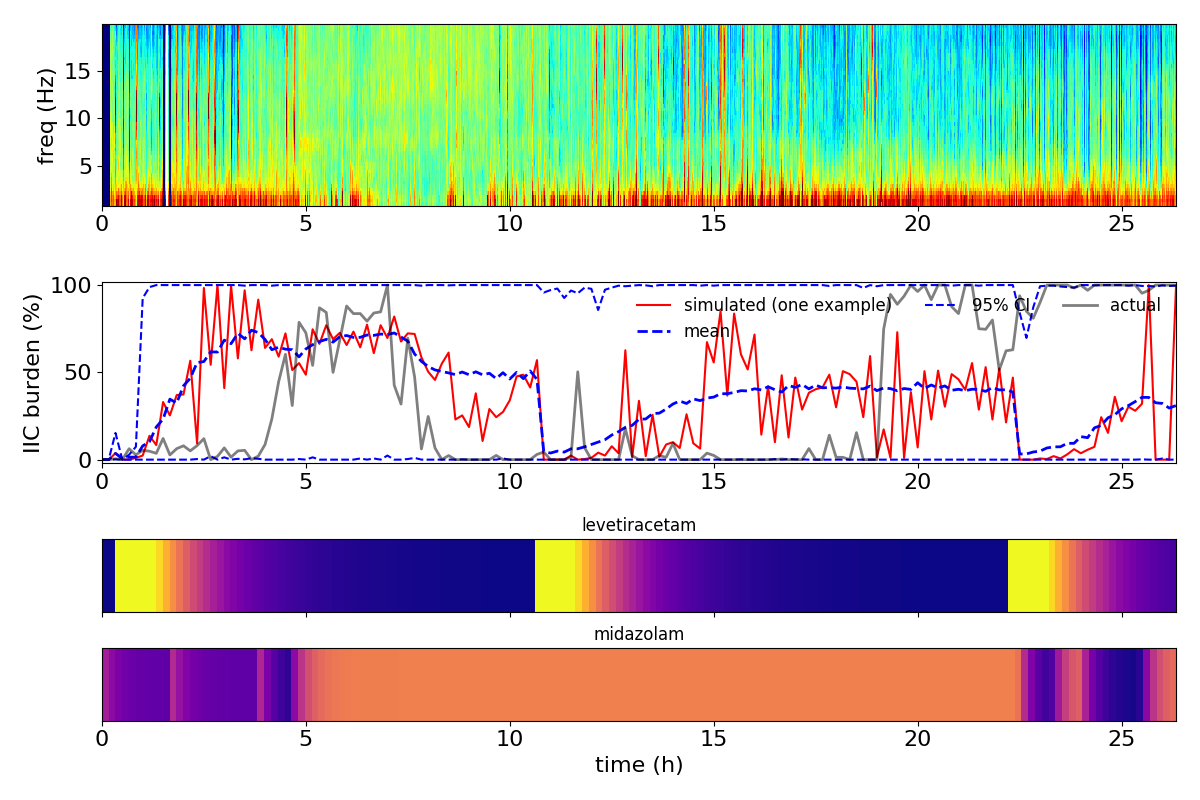 freq (Hz)
15
10
5
0 5 10 15 20 25
IIC burden (%)
100
50
0
simulated (one example) 95% CI actual
mean
0 5 10 15 20 25
levetiracetam
midazolam
0 5 10 15 20 25
time (h)